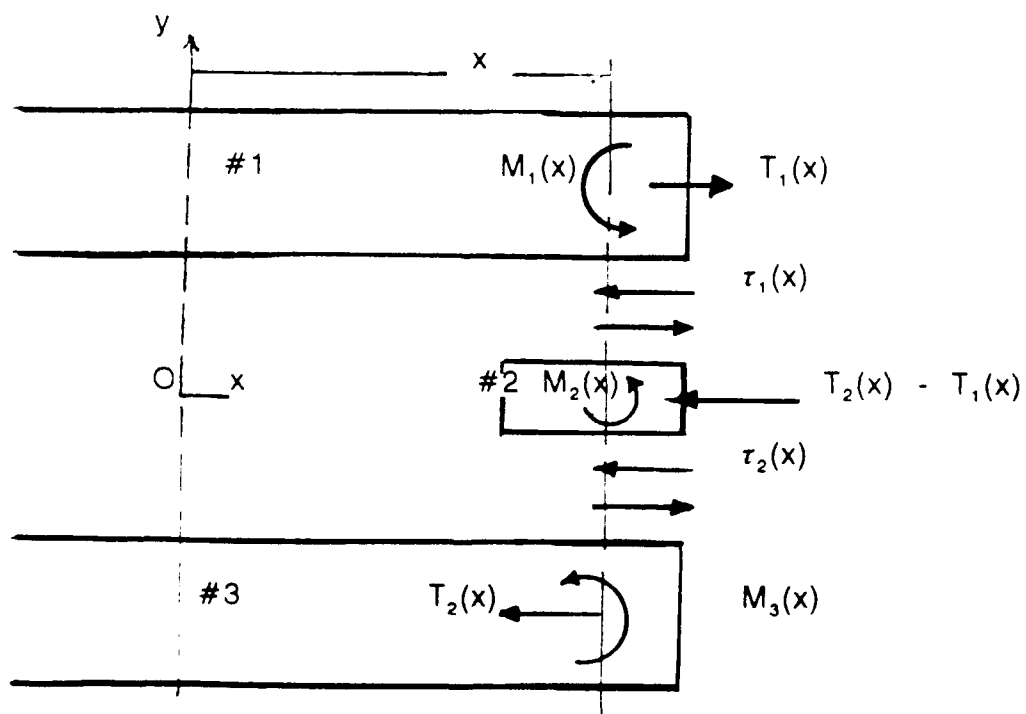 y
x
#1 M₁(x) T₁(x)
τ₁(x)
O x
#2 M₂(x) T₂(x) - T₁(x)
τ₂(x)
#3 T₂(x) M₃(x)